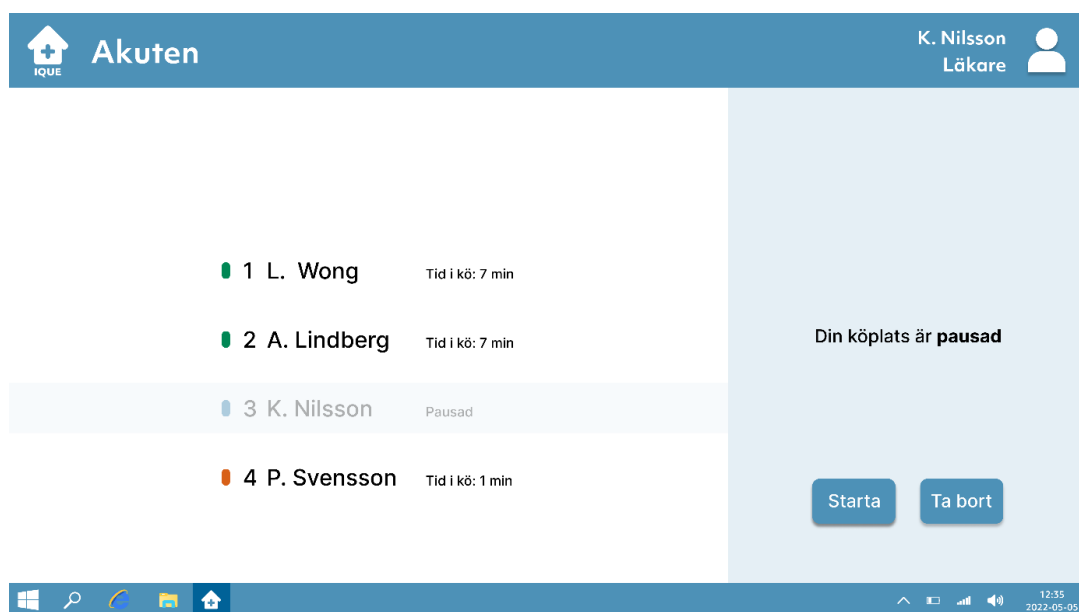 IQUE
Akuten
K. Nilsson
Läkare
1 L. Wong Tid i kö: 7 min
2 A. Lindberg Tid i kö: 7 min
3 K. Nilsson Pausad
4 P. Svensson Tid i kö: 1 min
Din köplats är pausad
Starta Ta bort
12:35
2022-05-05